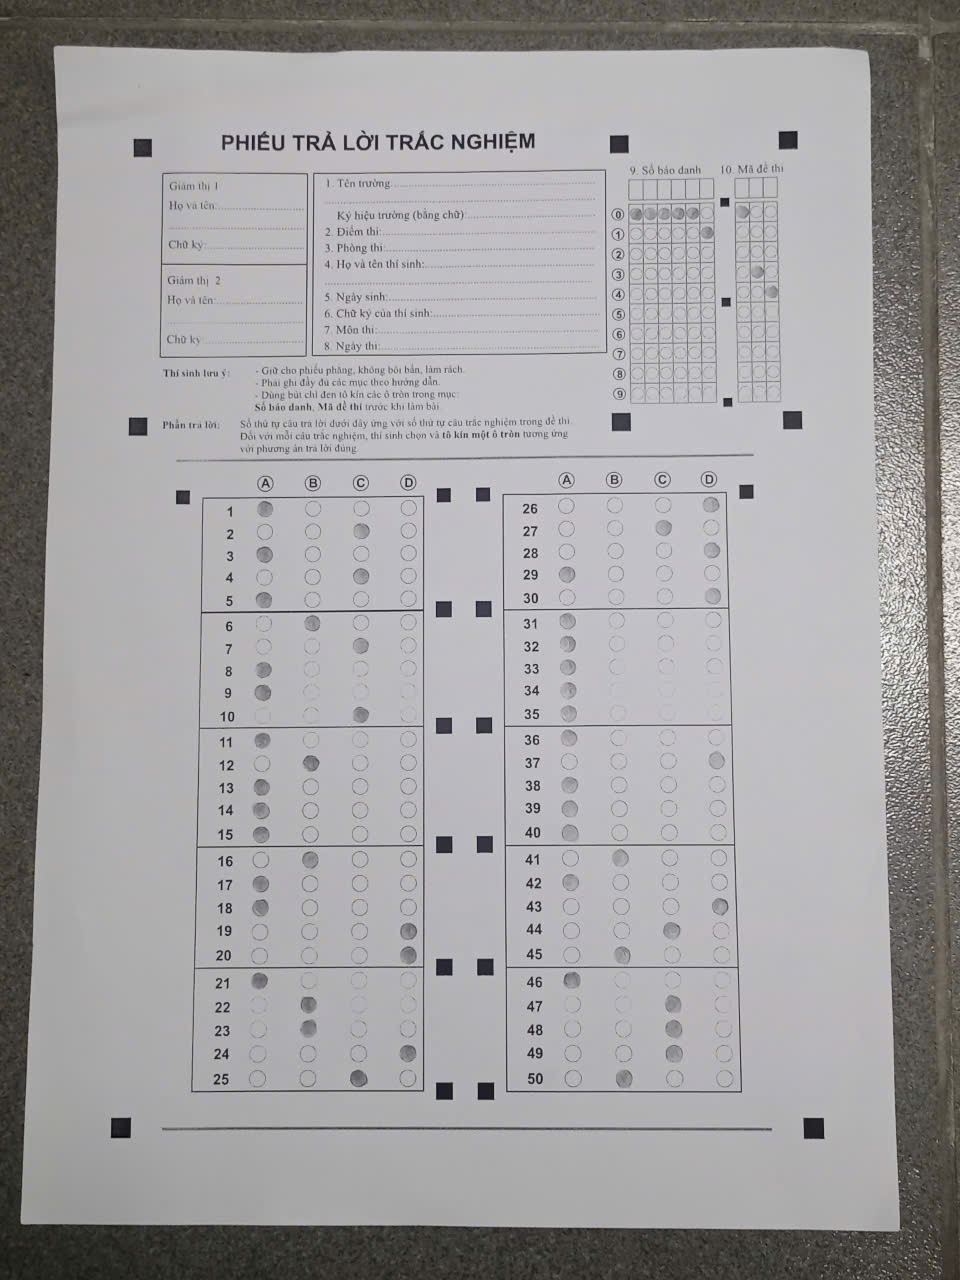 PHIẾU TRẢ LỜI TRẮC NGHIỆM
Giám thị 1
Họ và tên:
Chữ ký:
Giám thị 2
Họ và tên:
Chữ ký:
1. Tên trường:
Ký hiệu trường (bằng chữ):
2. Điểm thi:
3. Phòng thi:
4. Họ và tên thí sinh:
5. Ngày sinh:
6. Chữ ký của thí sinh:
7. Môn thi:
8. Ngày thi:
9. Số báo danh 10. Mã đề thi
0
1
2
3
4
5
6
7
8
9
Thí sinh lưu ý: - Giữ cho phiếu phẳng, không bôi bẩn, làm rách.
- Phải ghi đầy đủ các mục theo hướng dẫn.
- Dùng bút chì đen tô kín các ô tròn trong mục:
Số báo danh, Mã đề thi trước khi làm bài.
Phần trả lời: Số thứ tự câu trả lời dưới đây ứng với số thứ tự câu trắc nghiệm trong đề thi.
Đối với mỗi câu trắc nghiệm, thí sinh chọn và tô kín một ô tròn tương ứng
với phương án trả lời đúng.
A B C D
1
2
3
4
5
6
7
8
9
10
11
12
13
14
15
16
17
18
19
20
21
22
23
24
25
A B C D
26
27
28
29
30
31
32
33
34
35
36
37
38
39
40
41
42
43
44
45
46
47
48
49
50